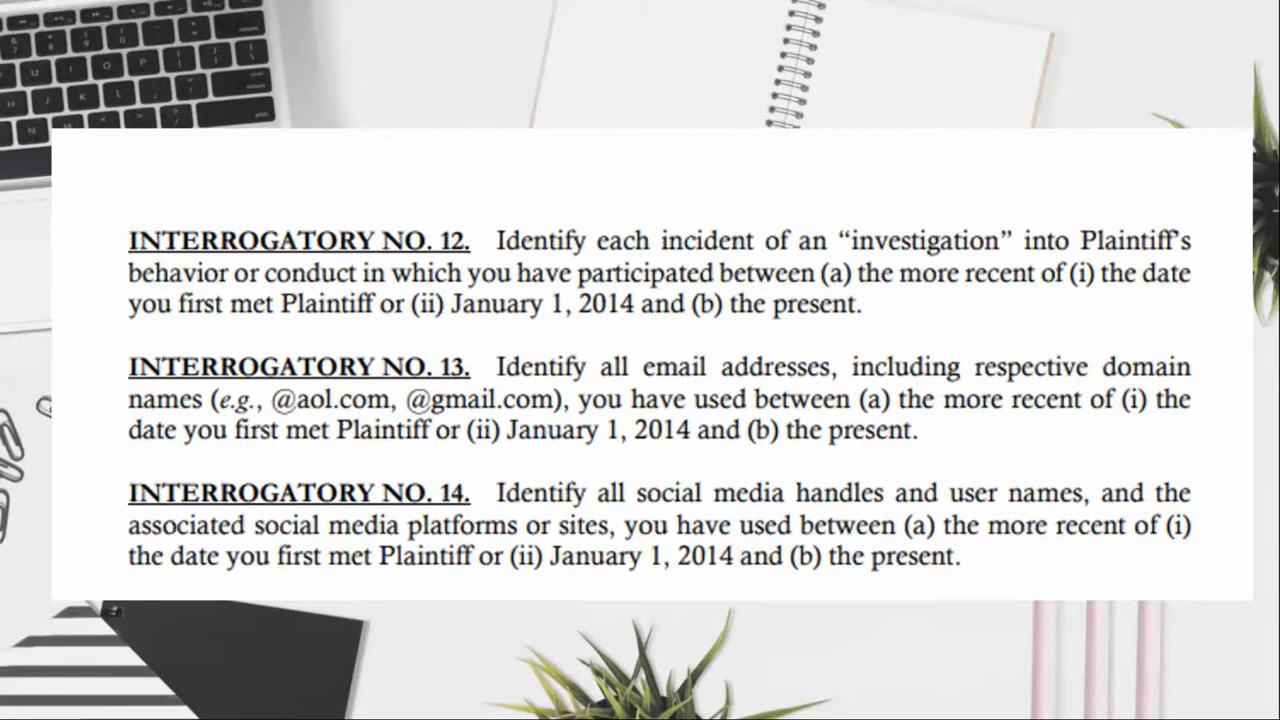 INTERROGATORY NO. 12. Identify each incident of an “investigation” into Plaintiff’s
behavior or conduct in which you have participated between (a) the more recent of (i) the date
you first met Plaintiff or (ii) January 1, 2014 and (b) the present.
INTERROGATORY NO. 13. Identify all email addresses, including respective domain
names (e.g., @aol.com, @gmail.com), you have used between (a) the more recent of (i) the
date you first met Plaintiff or (ii) January 1, 2014 and (b) the present.
INTERROGATORY NO. 14. Identify all social media handles and user names, and the
associated social media platforms or sites, you have used between (a) the more recent of (i)
the date you first met Plaintiff or (ii) January 1, 2014 and (b) the present.